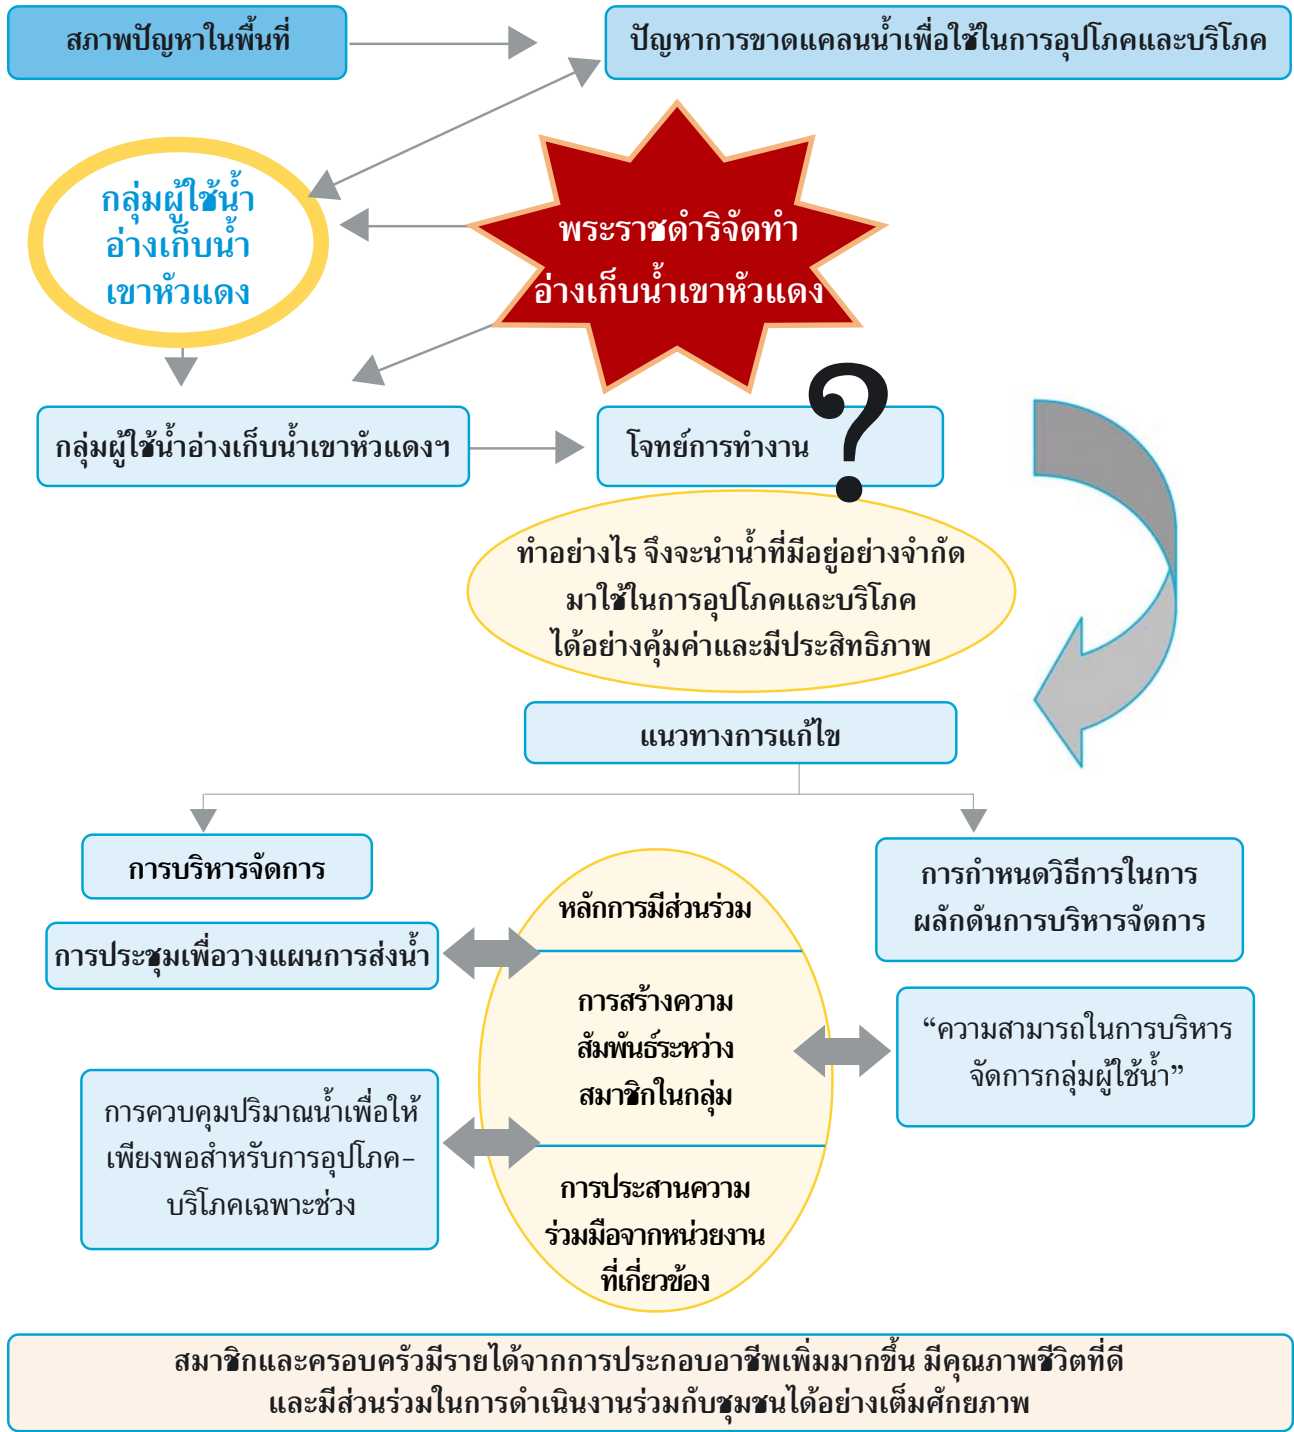 สภาพปัญหาในพื้นที่
ปัญหาการขาดแคลนน้ำเพื่อใช้ในการอุปโภคและบริโภค
กลุ่มผู้ใช้น้ำ
อ่างเก็บน้ำ
เขาหัวแดง
พระราชดำริจัดทำ
อ่างเก็บน้ำเขาหัวแดง
กลุ่มผู้ใช้น้ำอ่างเก็บน้ำเขาหัวแดงฯ
โจทย์การทำงาน
?
ทำอย่างไร จึงจะนำน้ำที่มีอยู่อย่างจำกัด
มาใช้ในการอุปโภคและบริโภค
ได้อย่างคุ้มค่าและมีประสิทธิภาพ
แนวทางการแก้ไข
การบริหารจัดการ
การประชุมเพื่อวางแผนการส่งน้ำ
การควบคุมปริมาณน้ำเพื่อให้
เพียงพอสำหรับการอุปโภค-
บริโภคเฉพาะช่วง
หลักการมีส่วนร่วม
การสร้างความ
สัมพันธ์ระหว่าง
สมาชิกในกลุ่ม
การประสานความ
ร่วมมือจากหน่วยงาน
ที่เกี่ยวข้อง
การกำหนดวิธีการในการ
ผลักดันการบริหารจัดการ
“ความสามารถในการบริหาร
จัดการกลุ่มผู้ใช้น้ำ”
สมาชิกและครอบครัวมีรายได้จากการประกอบอาชีพเพิ่มมากขึ้น มีคุณภาพชีวิตที่ดี
และมีส่วนร่วมในการดำเนินงานร่วมกับชุมชนได้อย่างเต็มศักยภาพ